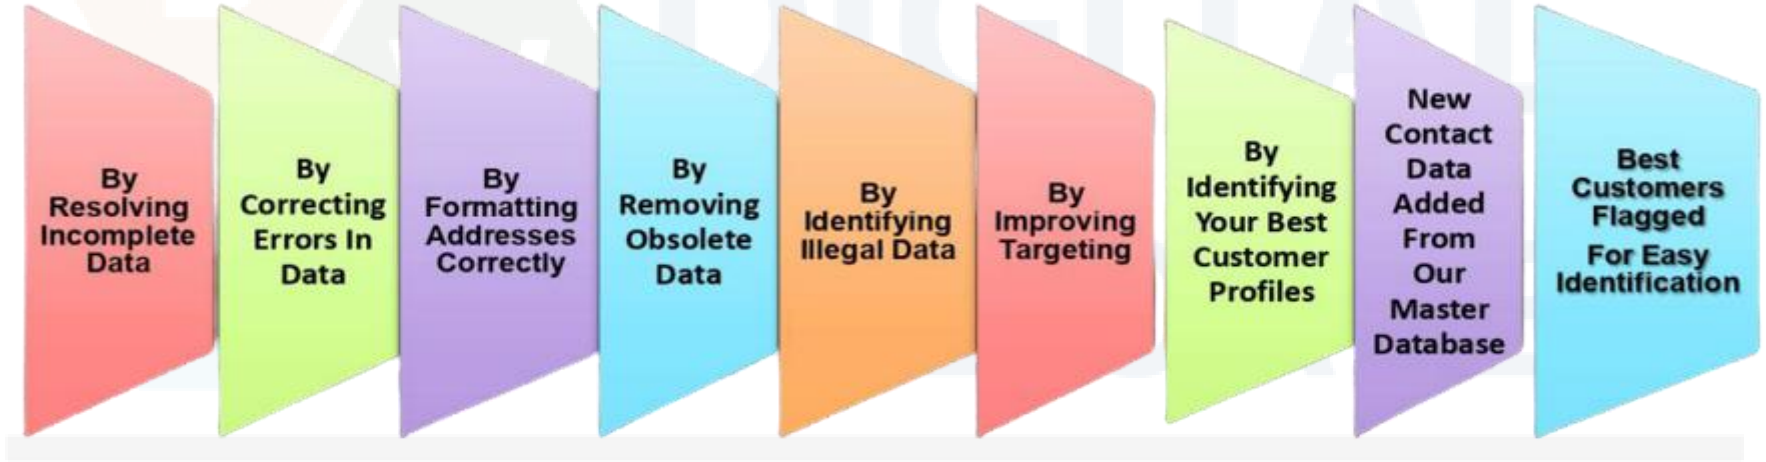 By
Resolving
Incomplete
Data
By
Correcting
Errors In
Data
By
Formatting
Addresses
Correctly
By
Removing
Obsolete
Data
By
Identifying
Illegal Data
By
Improving
Targeting
By
Identifying
Your Best
Customer
Profiles
New
Contact
Data
Added
From
Our
Master
Database
Best
Customers
Flagged
For Easy
Identification